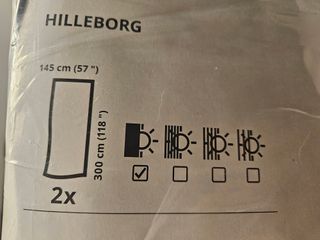 HILLEBORG
145 cm (57 ")
300 cm (118 ")
2x